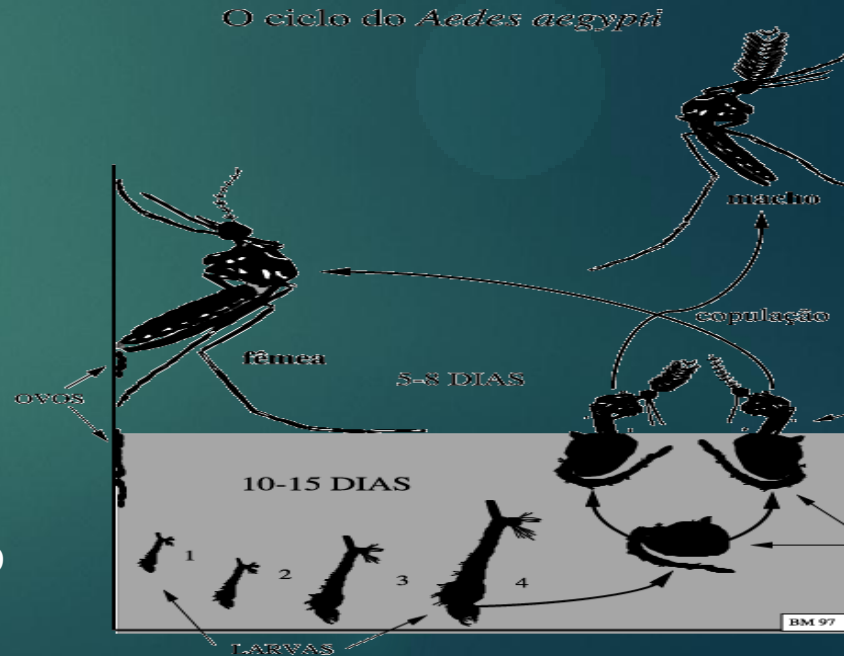 O ciclo do Aedes aegypti
macho
copulação
fêmea
5-8 DIAS
OVOS
10-15 DIAS
1
2
3
4
LARVAS
BM 97